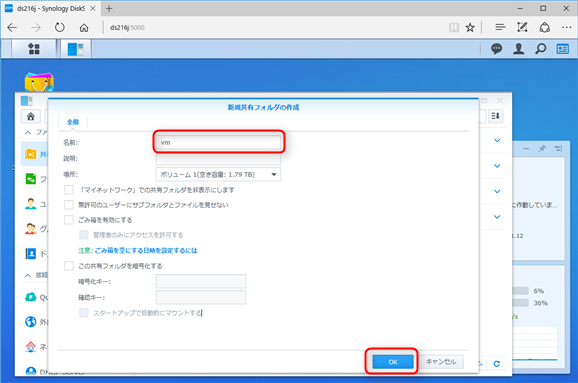 ds216j - Synology DiskS
ds216j:5000
新規共有フォルダの作成
全般
名前:
vm
説明:
場所:
ボリューム 1(空き容量: 1.79 TB)
「マイネットワーク」での共有フォルダを非表示にします
無許可のユーザーにサブフォルダとファイルを見せない
ごみ箱を有効にする
管理者のみにアクセスを許可する
注意: ごみ箱を空にする日時を設定するには
この共有フォルダを暗号化する
暗号化キー:
確認キー:
スタートアップで自動的にマウントする
OK
キャンセル
ファ
共
フ
ユー
グル
ド
接続
Qu
外
ネ
DHCP Server
に作動していま...
1.12
6%
36%